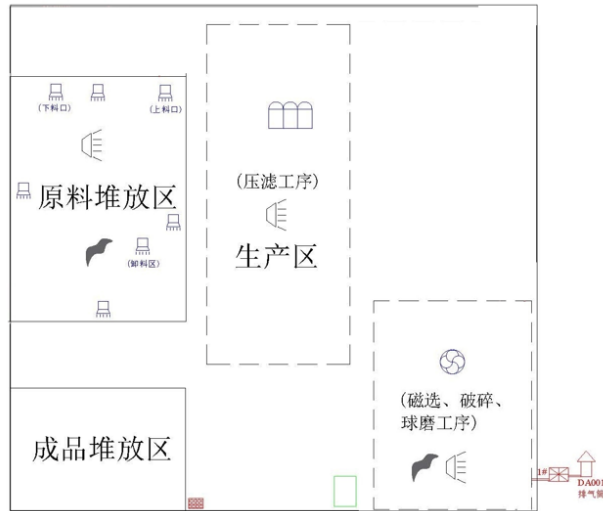 (下料口)
(上料口)
原料堆放区
(卸料区)
(压滤工序)
生产区
(磁选、破碎、
球磨工序)
成品堆放区
1#
DA001
排气筒